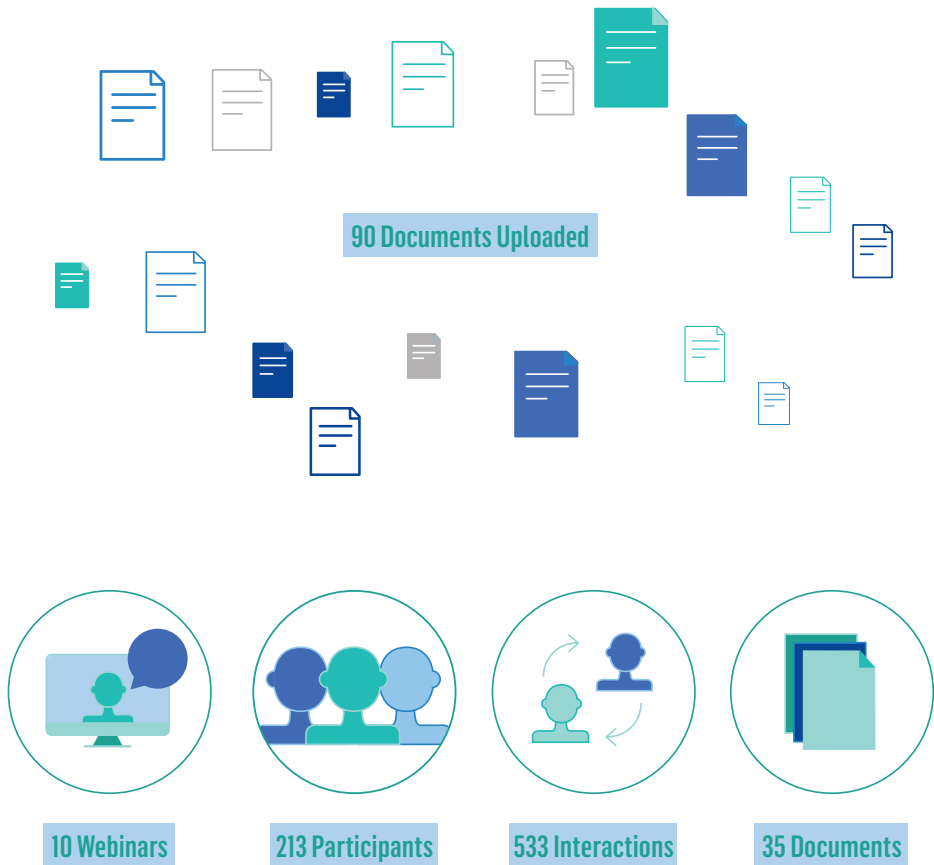 90 Documents Uploaded
10 Webinars
213 Participants
533 Interactions
35 Documents